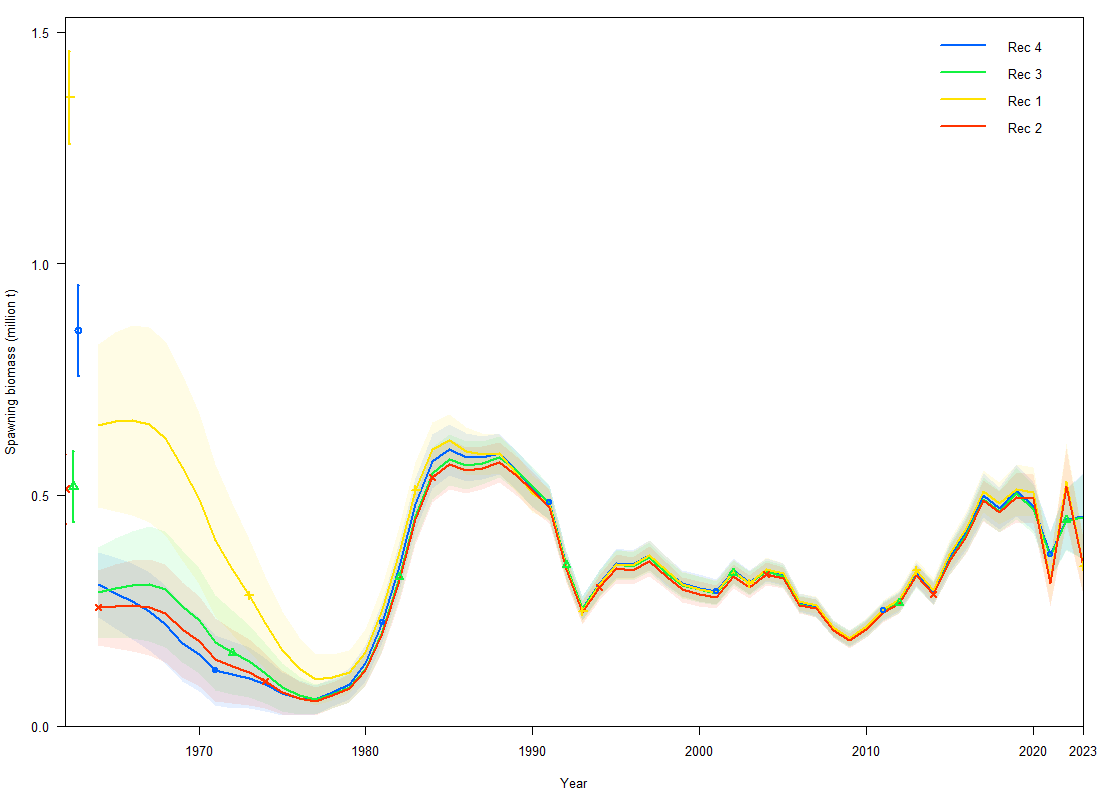 1.5
1.0
0.5
0.0
Spawning biomass (million t)
Rec 4
Rec 3
Rec 1
Rec 2
1970 1980 1990 2000 2010 2020 2023
Year